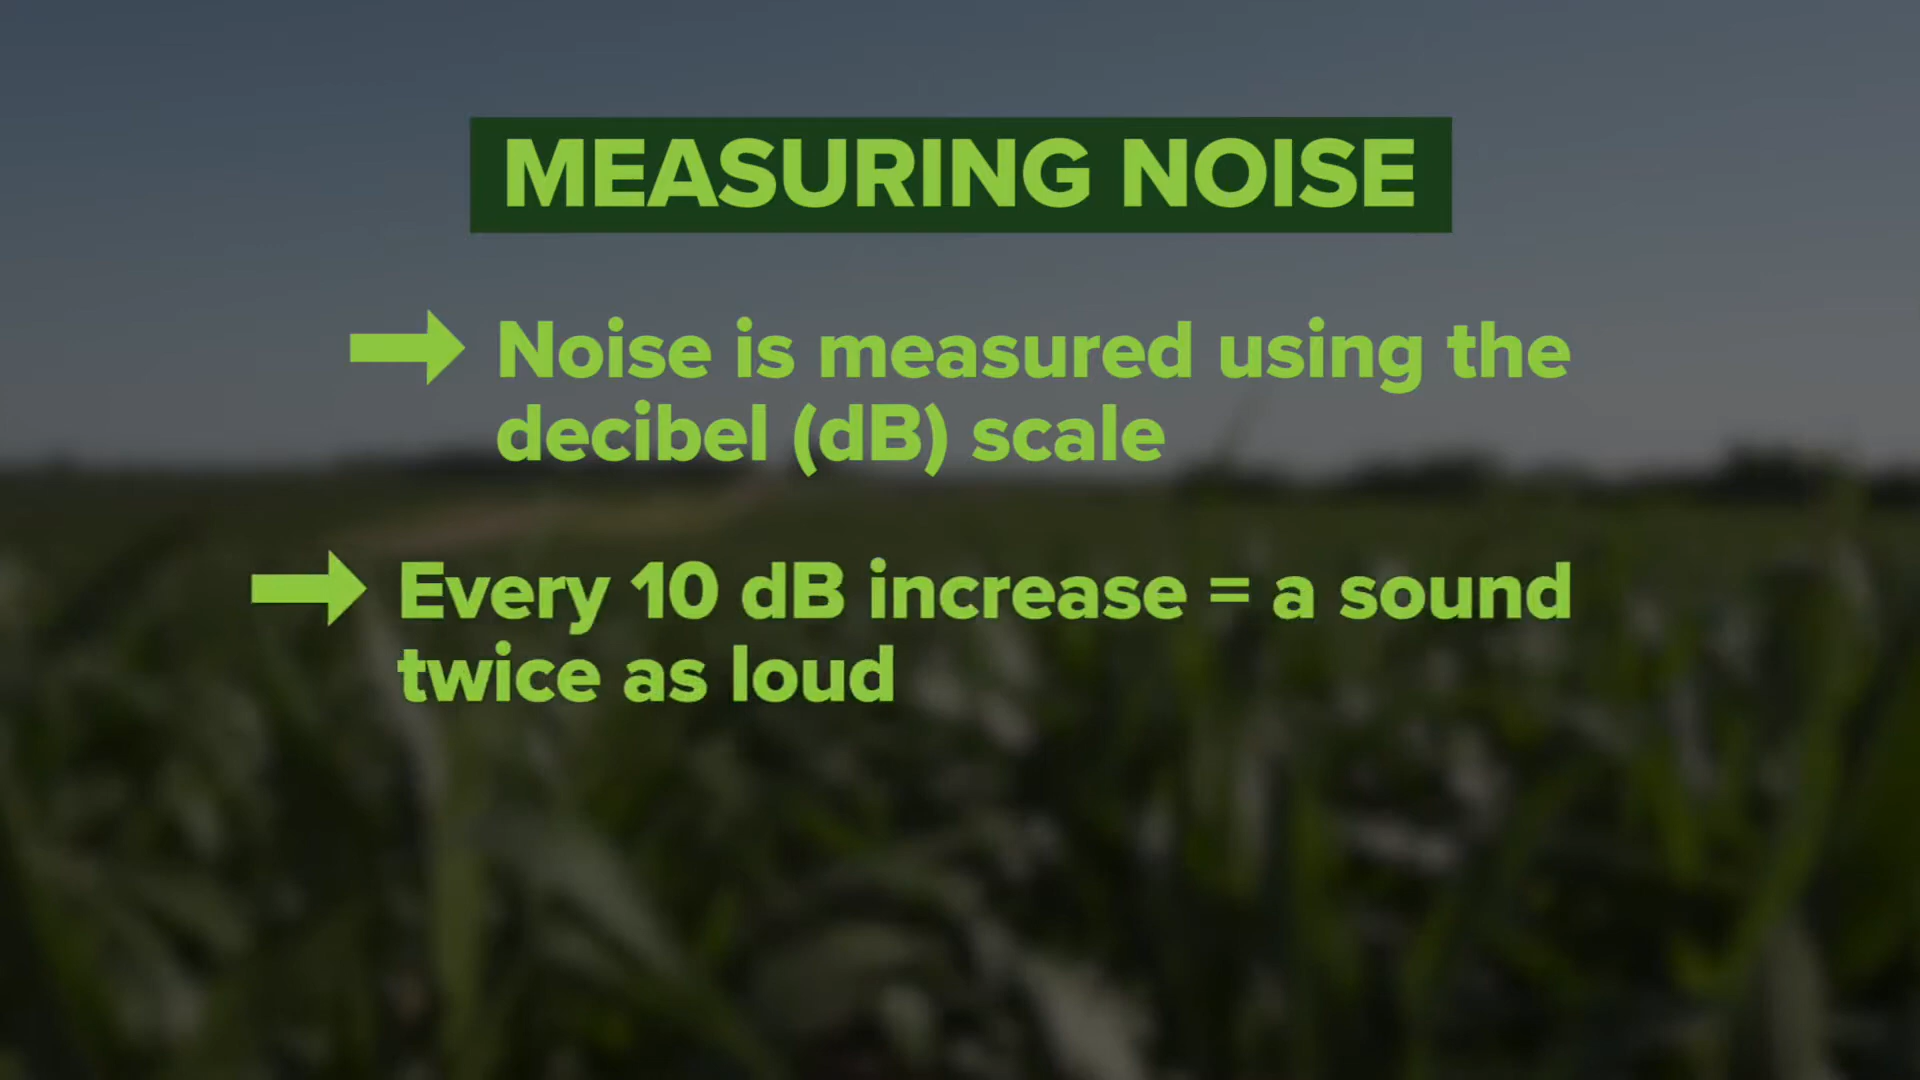 MEASURING NOISE
Noise is measured using the
decibel (dB) scale
Every 10 dB increase = a sound
twice as loud